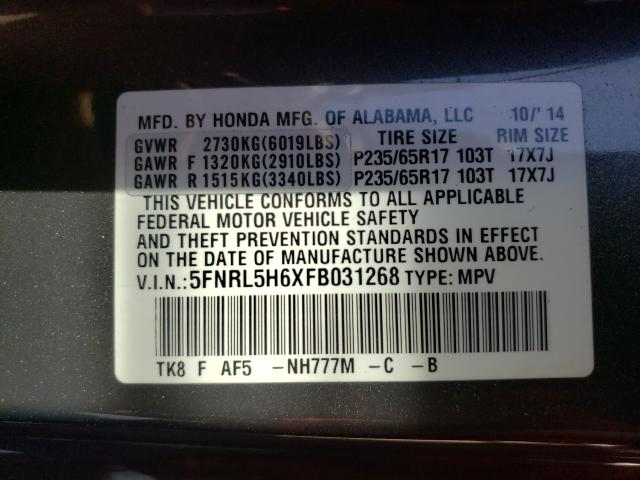 MFD. BY HONDA MFG. OF ALABAMA, LLC 10/'14
GVWR 2730KG(6019LBS) TIRE SIZE RIM SIZE
GAWR F 1320KG(2910LBS) P235/65R17 103T 17X7J
GAWR R 1515KG(3340LBS) P235/65R17 103T 17X7J
THIS VEHICLE CONFORMS TO ALL APPLICABLE
FEDERAL MOTOR VEHICLE SAFETY
AND THEFT PREVENTION STANDARDS IN EFFECT
ON THE DATE OF MANUFACTURE SHOWN ABOVE.
V.I.N.: 5FNRL5H6XFB031268 TYPE: MPV
TK8 F AF5 -NH777M -C -B